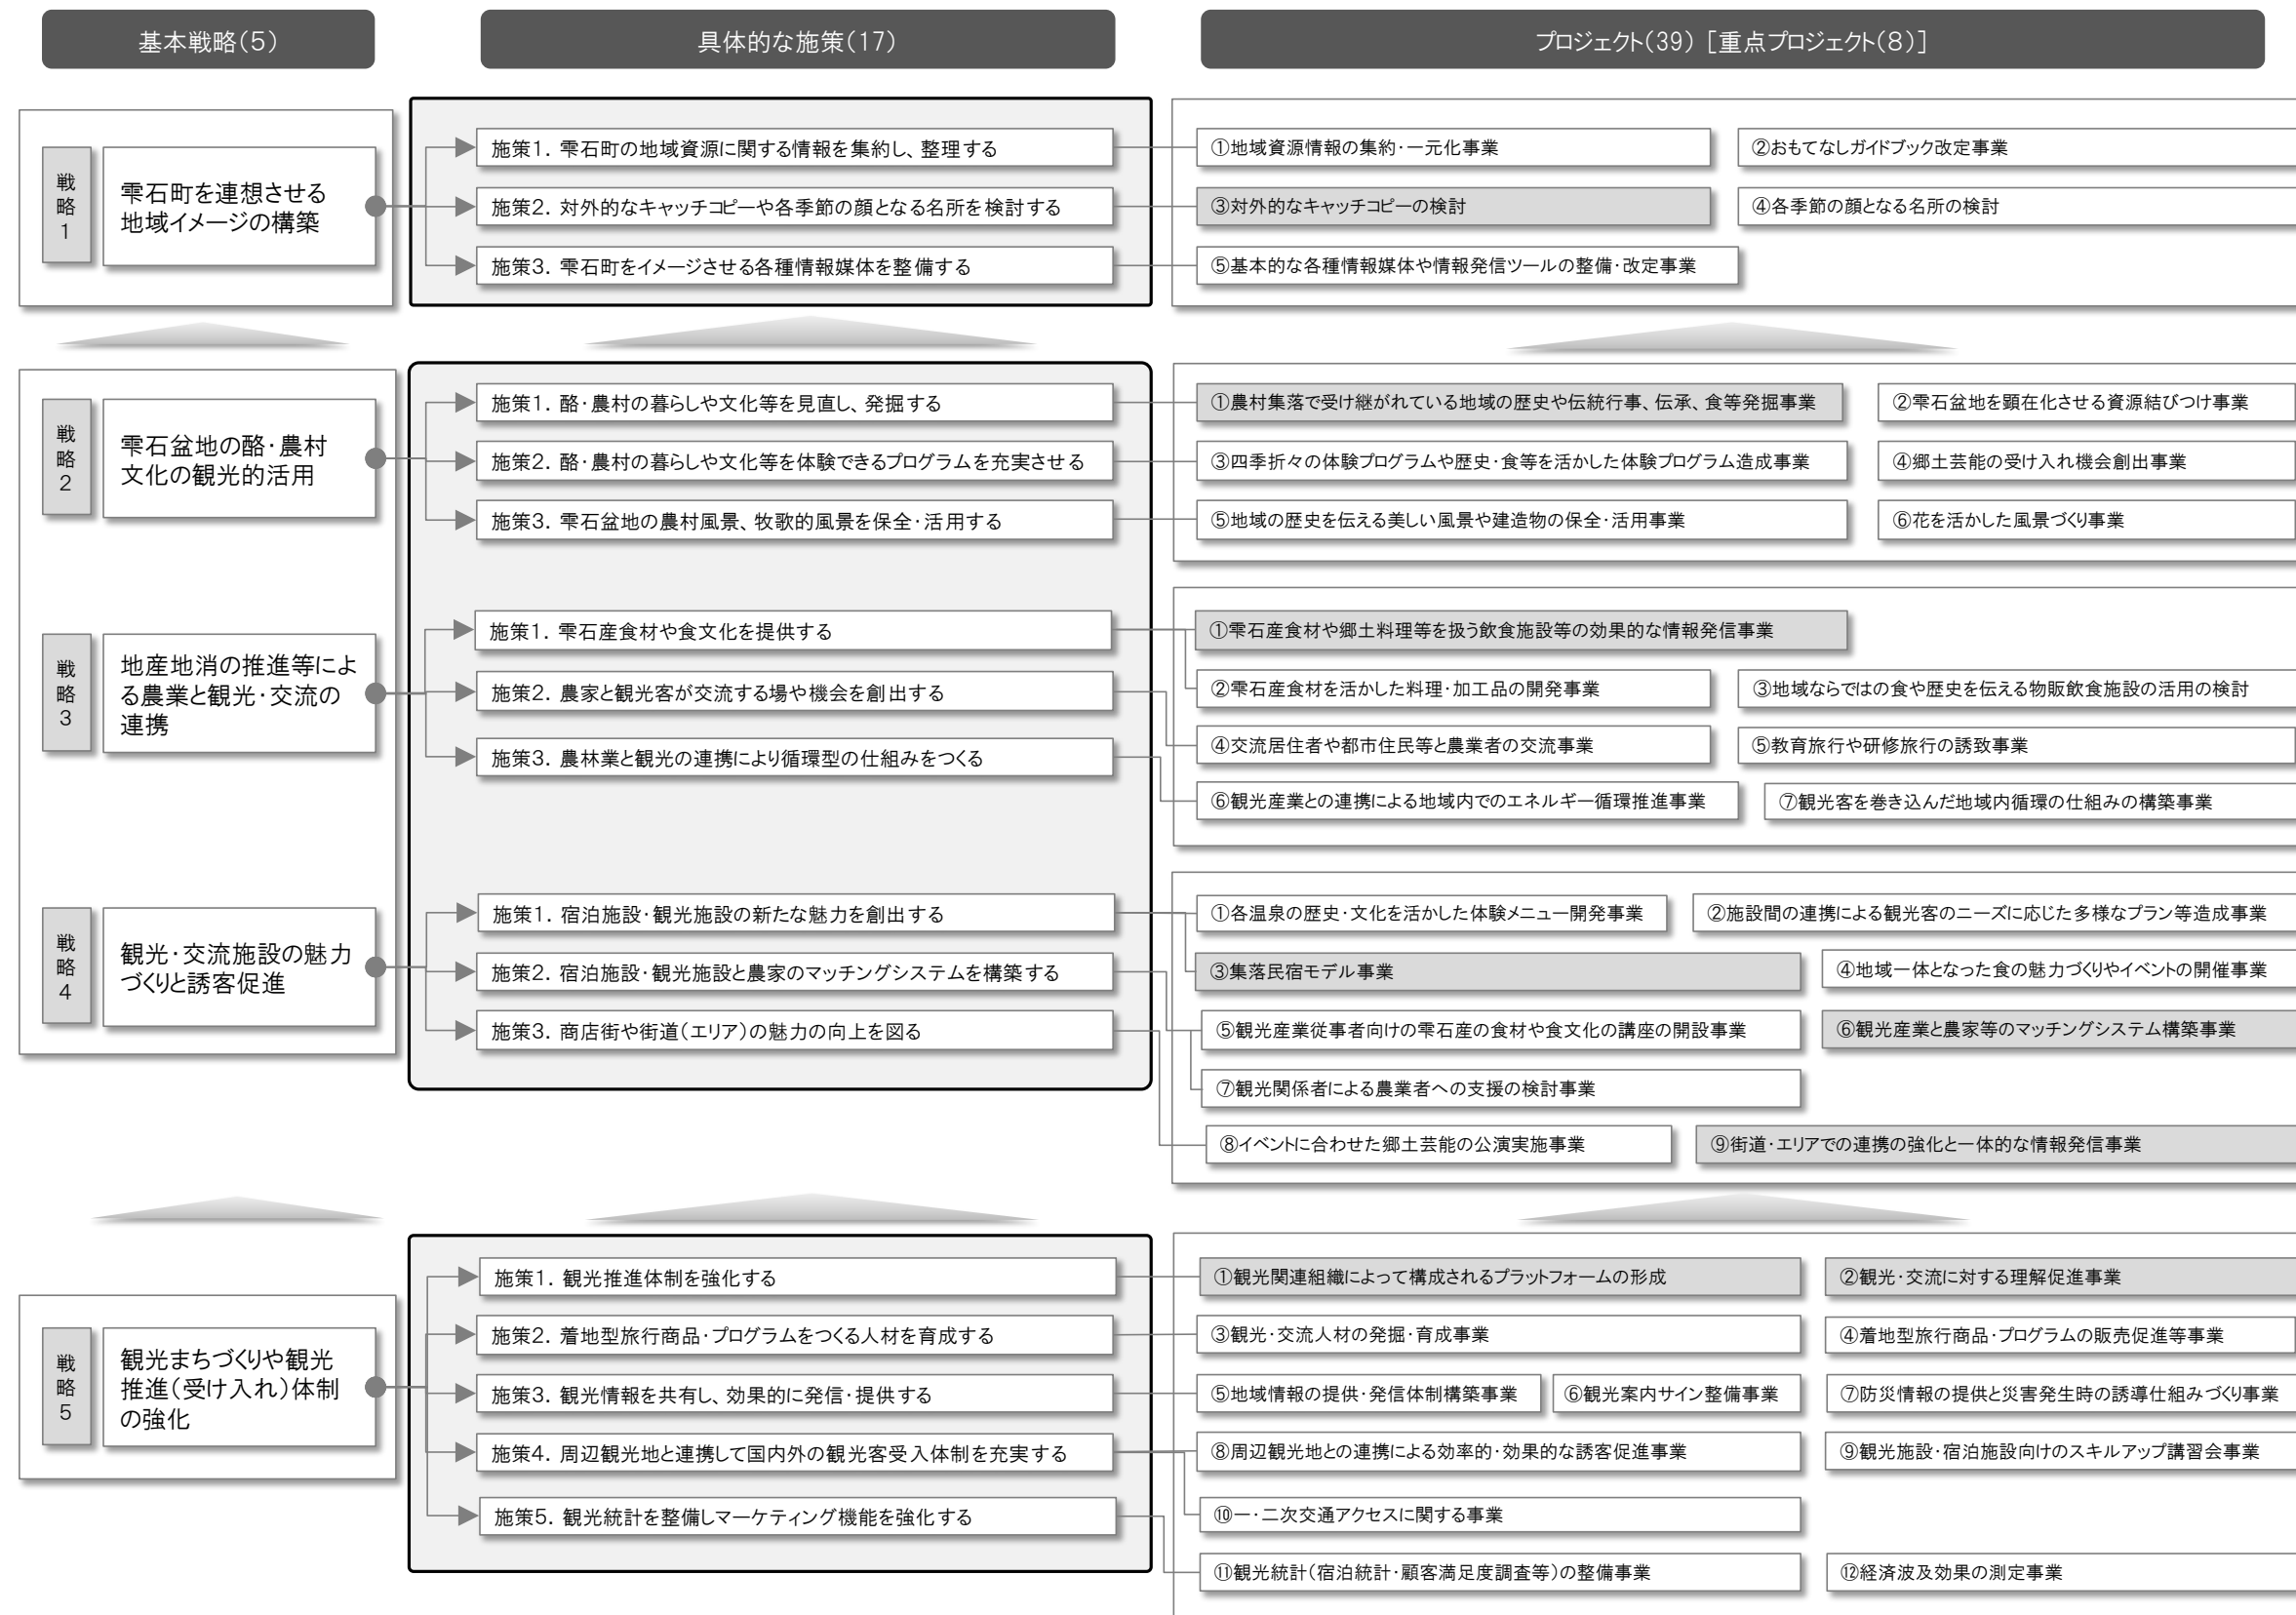 基本戦略(5)
具体的な施策(17)
プロジェクト(39) [重点プロジェクト(8)]
戦略1
雫石町を連想させる
地域イメージの構築
施策1. 雫石町の地域資源に関する情報を集約し、整理する
①地域資源情報の集約・一元化事業
②おもてなしガイドブック改定事業
施策2. 対外的なキャッチコピーや各季節の顔となる名所を検討する
③対外的なキャッチコピーの検討
④各季節の顔となる名所の検討
施策3. 雫石町をイメージさせる各種情報媒体を整備する
⑤基本的な各種情報媒体や情報発信ツールの整備・改定事業
戦略2
雫石盆地の酪・農村
文化の観光的活用
施策1. 酪・農村の暮らしや文化等を見直し、発掘する
①農村集落で受け継がれている地域の歴史や伝統行事、伝承、食等発掘事業
②雫石盆地を顕在化させる資源結びつけ事業
施策2. 酪・農村の暮らしや文化等を体験できるプログラムを充実させる
③四季折々の体験プログラムや歴史・食等を活かした体験プログラム造成事業
④郷土芸能の受け入れ機会創出事業
施策3. 雫石盆地の農村風景、牧歌的風景を保全・活用する
⑤地域の歴史を伝える美しい風景や建造物の保全・活用事業
⑥花を活かした風景づくり事業
戦略3
地産地消の推進等によ
る農業と観光・交流の
連携
施策1. 雫石産食材や食文化を提供する
①雫石産食材や郷土料理等を扱う飲食施設等の効果的な情報発信事業
施策2. 農家と観光客が交流する場や機会を創出する
②雫石産食材を活かした料理・加工品の開発事業
③地域ならではの食や歴史を伝える物販飲食施設の活用の検討
施策3. 農林業と観光の連携により循環型の仕組みをつくる
④交流居住者や都市住民等と農業者の交流事業
⑤教育旅行や研修旅行の誘致事業
⑥観光産業との連携による地域内でのエネルギー循環推進事業
⑦観光客を巻き込んだ地域内循環の仕組みの構築事業
戦略4
観光・交流施設の魅力
づくりと誘客促進
施策1. 宿泊施設・観光施設の新たな魅力を創出する
①各温泉の歴史・文化を活かした体験メニュー開発事業
②施設間の連携による観光客のニーズに応じた多様なプラン等造成事業
施策2. 宿泊施設・観光施設と農家のマッチングシステムを構築する
③集落民宿モデル事業
④地域一体となった食の魅力づくりやイベントの開催事業
施策3. 商店街や街道(エリア)の魅力の向上を図る
⑤観光産業従事者向けの雫石産の食材や食文化の講座の開設事業
⑥観光産業と農家等のマッチングシステム構築事業
⑦観光関係者による農業者への支援の検討事業
⑧イベントに合わせた郷土芸能の公演実施事業
⑨街道・エリアでの連携の強化と一体的な情報発信事業
戦略5
観光まちづくりや観光
推進(受け入れ)体制
の強化
施策1. 観光推進体制を強化する
①観光関連組織によって構成されるプラットフォームの形成
②観光・交流に対する理解促進事業
施策2. 着地型旅行商品・プログラムをつくる人材を育成する
③観光・交流人材の発掘・育成事業
④着地型旅行商品・プログラムの販売促進等事業
施策3. 観光情報を共有し、効果的に発信・提供する
⑤地域情報の提供・発信体制構築事業
⑥観光案内サイン整備事業
⑦防災情報の提供と災害発生時の誘導仕組みづくり事業
施策4. 周辺観光地と連携して国内外の観光客受入体制を充実する
⑧周辺観光地との連携による効率的・効果的な誘客促進事業
⑨観光施設・宿泊施設向けのスキルアップ講習会事業
施策5. 観光統計を整備しマーケティング機能を強化する
⑩一・二次交通アクセスに関する事業
⑪観光統計(宿泊統計・顧客満足度調査等)の整備事業
⑫経済波及効果の測定事業